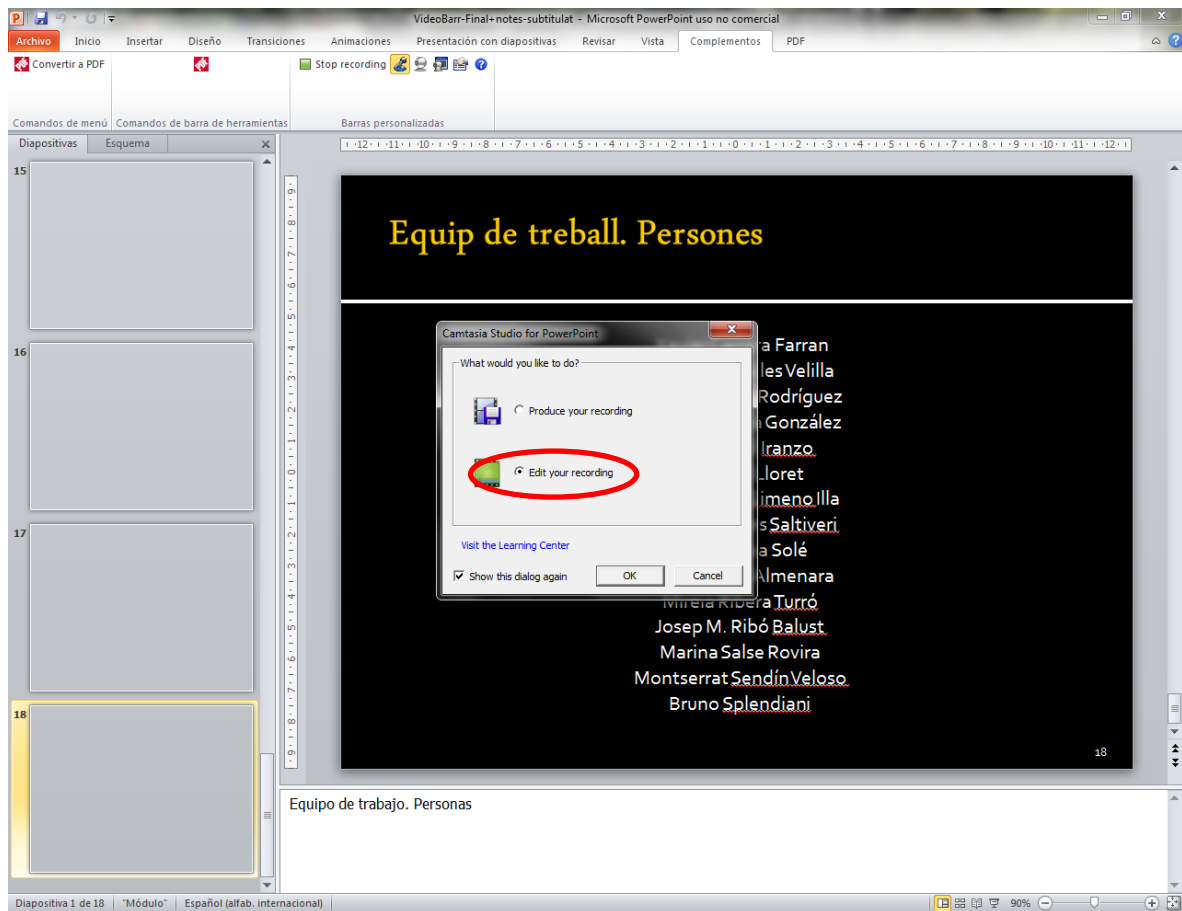 VideoBarr-Final+notes-subtitulat - Microsoft PowerPoint uso no comercial
Archivo Inicio Insertar Diseño Transiciones Animaciones Presentación con diapositivas Revisar Vista Complementos PDF
Convertir a PDF Stop recording
Comandos de menú Comandos de barra de herramientas Barras personalizadas
Diapositivas Esquema
15
16
17
18
Equip de treball. Persones
a Farran
les Velilla
Rodríguez
González
Iranzo
Lloret
imeno Illa
s Saltiveri
a Solé
Almenara
Mireia Ribera Turró
Josep M. Ribó Balust
Marina Salse Rovira
Montserrat Sendín Veloso
Bruno Splendiani
18
Camtasia Studio for PowerPoint
What would you like to do?
Produce your recording
Edit your recording
Visit the Learning Center
Show this dialog again OK Cancel
Equipo de trabajo. Personas
Diapositiva 1 de 18 "Módulo" Español (alfab. internacional) 90%